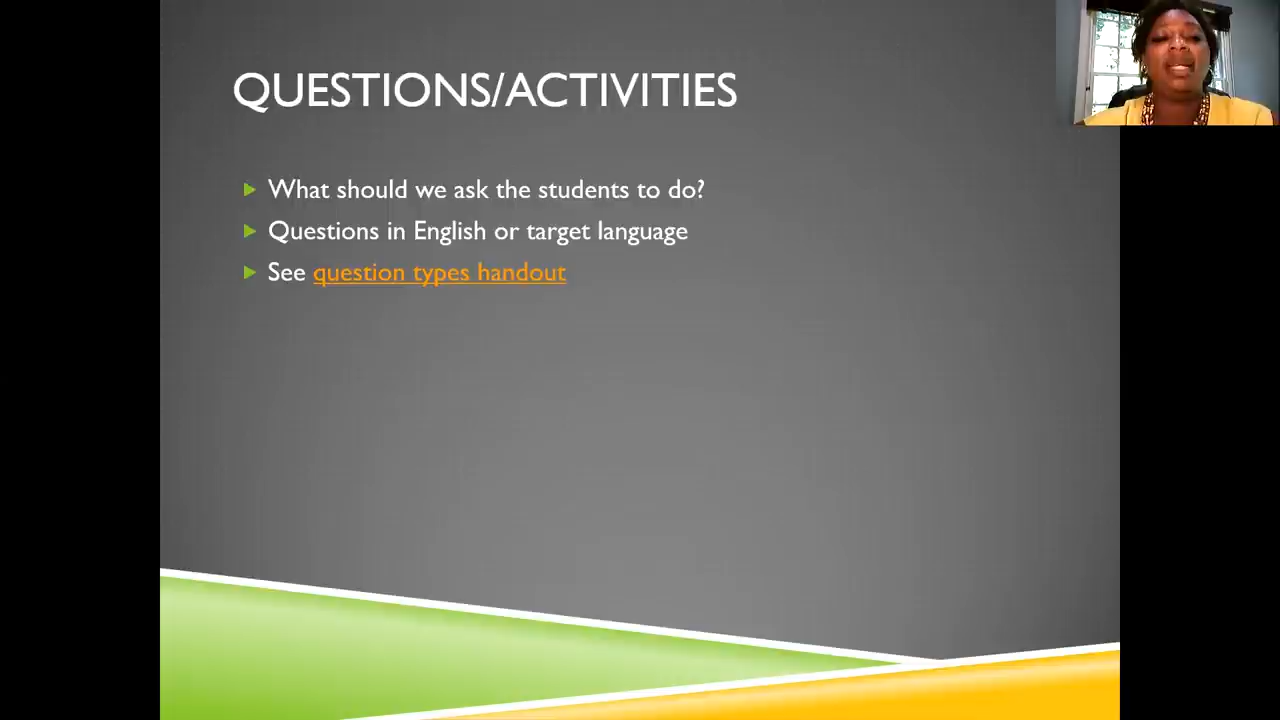 QUESTIONS/ACTIVITIES
What should we ask the students to do?
Questions in English or target language
See question types handout